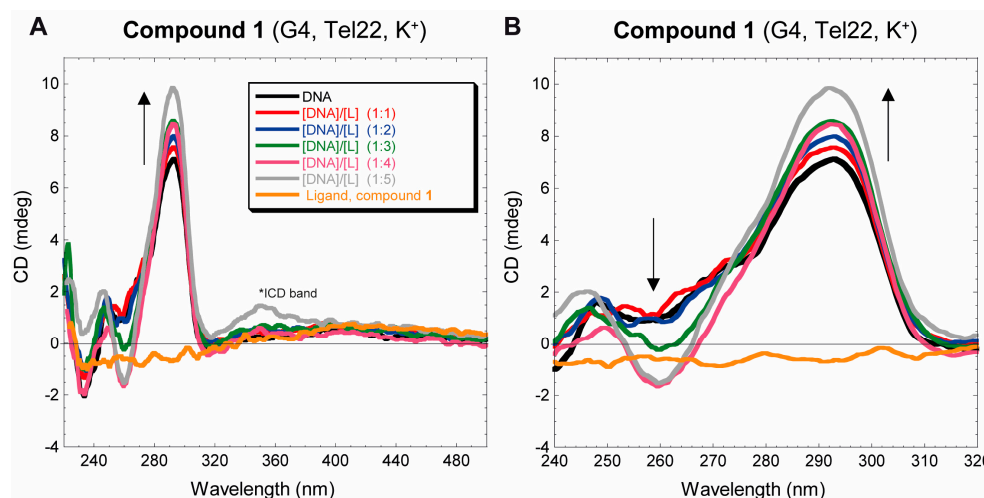 A
Compound 1 (G4, Tel22, K+)
10
8
6
4
2
0
-2
-4
CD (mdeg)
DNA
[DNA]/[L] (1:1)
[DNA]/[L] (1:2)
[DNA]/[L] (1:3)
[DNA]/[L] (1:4)
[DNA]/[L] (1:5)
Ligand, compound 1
*ICD band
240 280 320 360 400 440 480
Wavelength (nm)
B
Compound 1 (G4, Tel22, K+)
10
8
6
4
2
0
-2
-4
CD (mdeg)
240 250 260 270 280 290 300 310 320
Wavelength (nm)